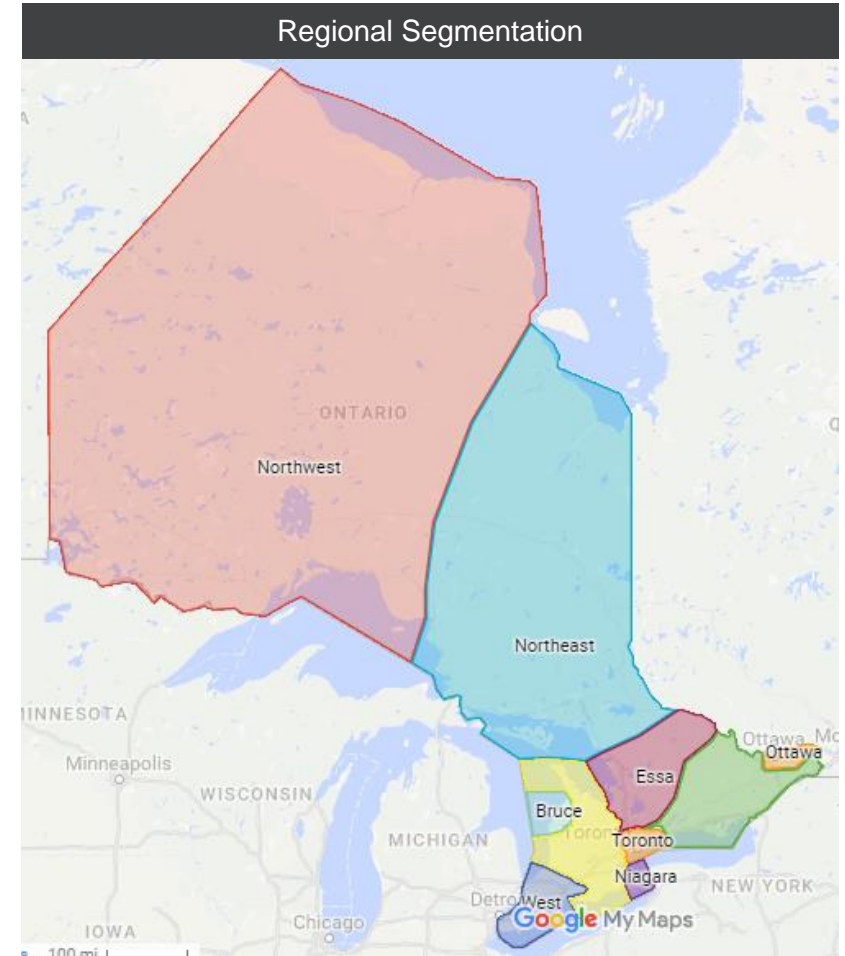 Regional Segmentation
ONTARIO
Northwest
Northeast
MINNESOTA
Ottawa
Ottawa
Minneapolis
Essa
WISCONSIN
Bruce
Toronto
MICHIGAN
Niagara
NEW YORK
Detro
West
Google My Maps
Chicago
IOWA
100 mi